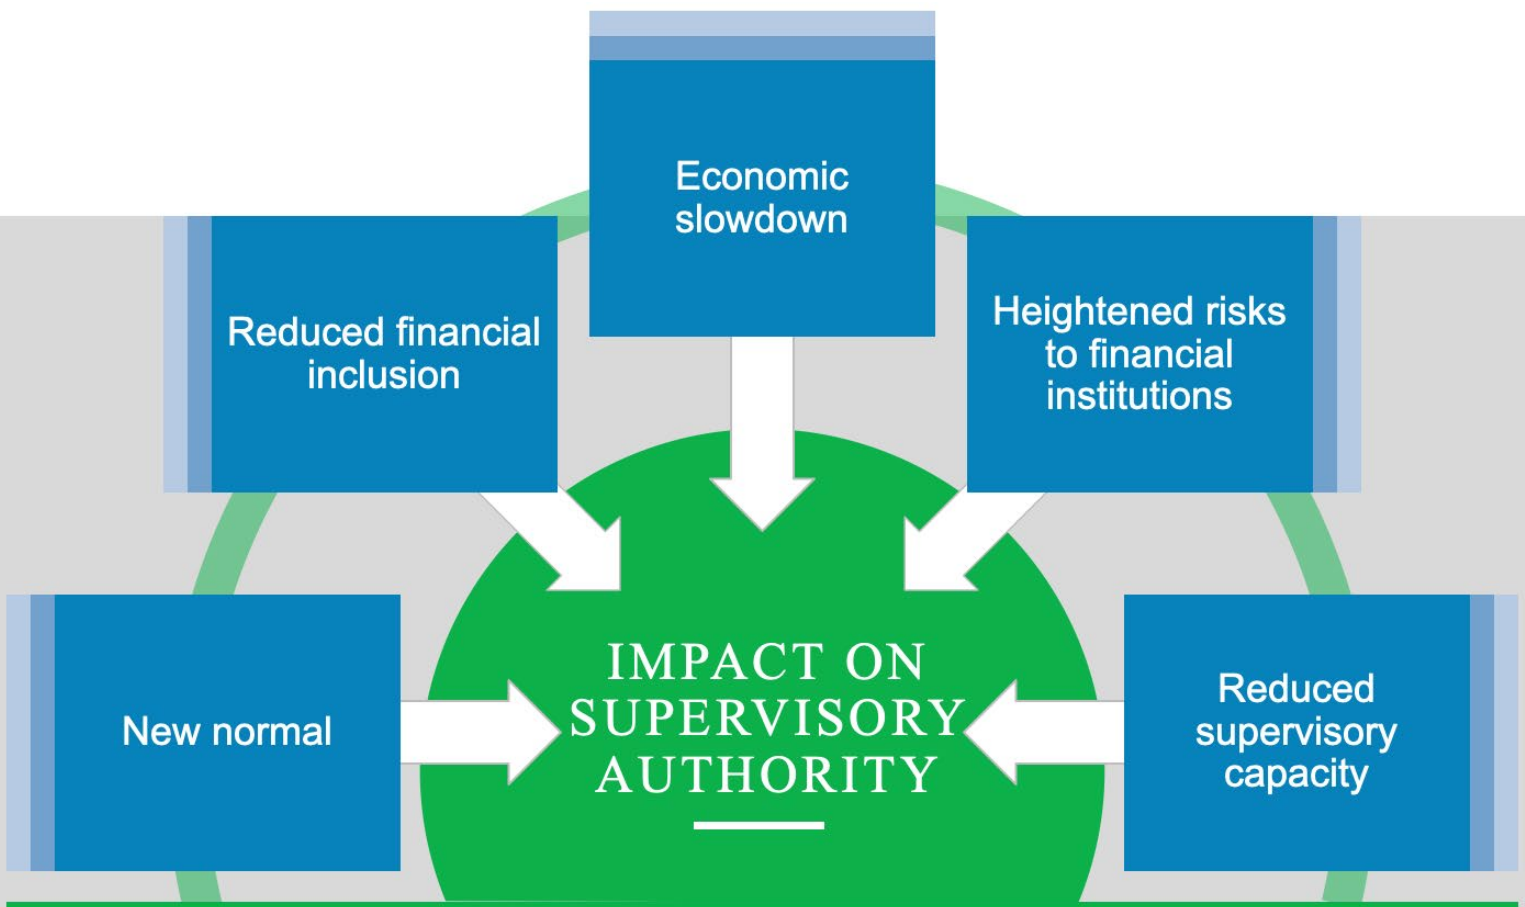 Economic
slowdown
Reduced financial
inclusion
Heightened risks
to financial
institutions
New normal
IMPACT ON
SUPERVISORY
AUTHORITY
Reduced
supervisory
capacity